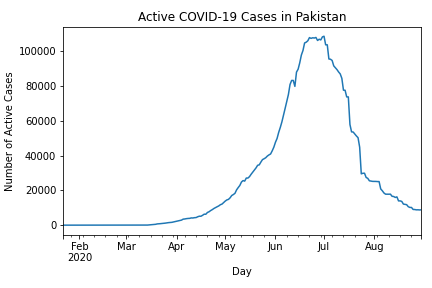 Active COVID-19 Cases in Pakistan
Number of Active Cases
100000
80000
60000
40000
20000
0
Feb Mar Apr May Jun Jul Aug
2020
Day